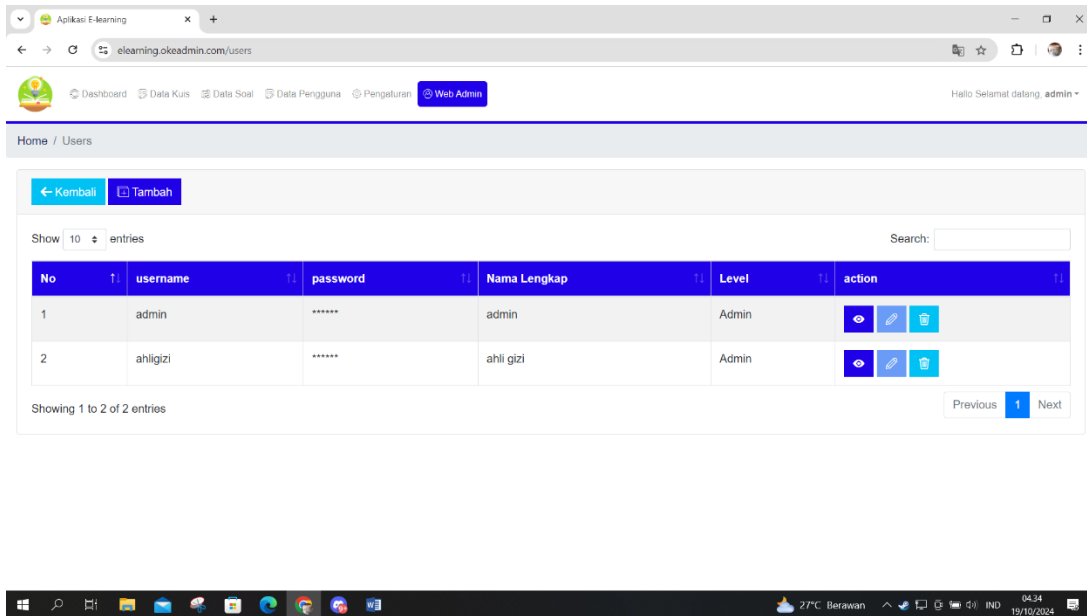 Aplikasi E-learning
elearning.okeadmin.com/users
Dashboard Data Kuis Data Soal Data Pengguna Pengaturan Web Admin Hallo Selamat datang, admin
Home / Users
Kembali Tambah
Show 10 entries Search:
No username password Nama Lengkap Level action
1 admin ****** admin Admin
2 ahligizi ****** ahli gizi Admin
Showing 1 to 2 of 2 entries
Previous 1 Next
27°C Berawan IND 04.34
19/10/2024